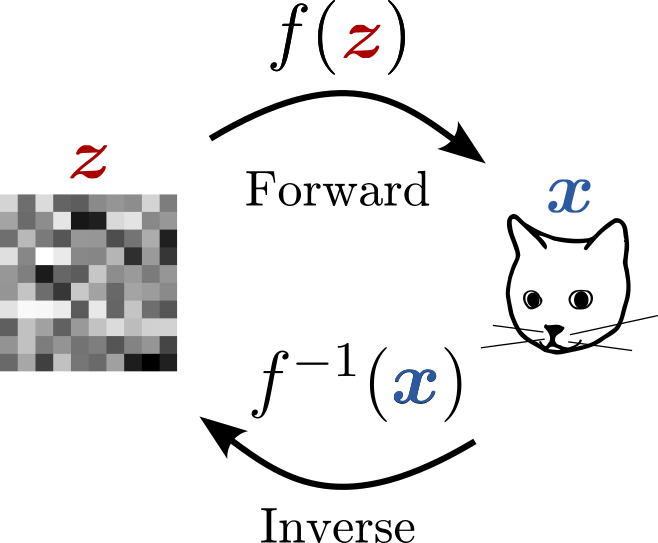 f(z)
z
Forward
x
f⁻¹(x)
Inverse